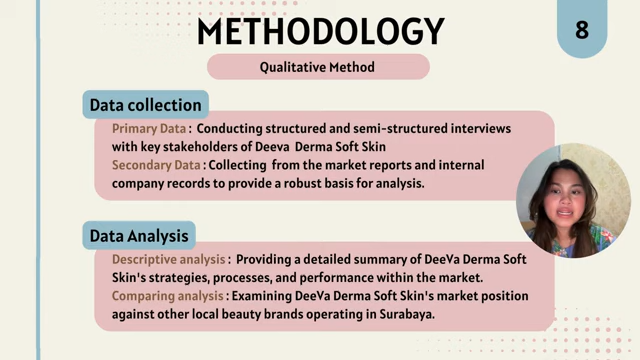 METHODOLOGY
8
Qualitative Method
Data collection
Primary Data : Conducting structured and semi-structured interviews
with key stakeholders of Deeva Derma Soft Skin
Secondary Data : Collecting from the market reports and internal
company records to provide a robust basis for analysis.
Data Analysis
Descriptive analysis : Providing a detailed summary of DeeVa Derma Soft
Skin's strategies, processes, and performance within the market.
Comparing analysis : Examining DeeVa Derma Soft Skin's market position
against other local beauty brands operating in Surabaya.